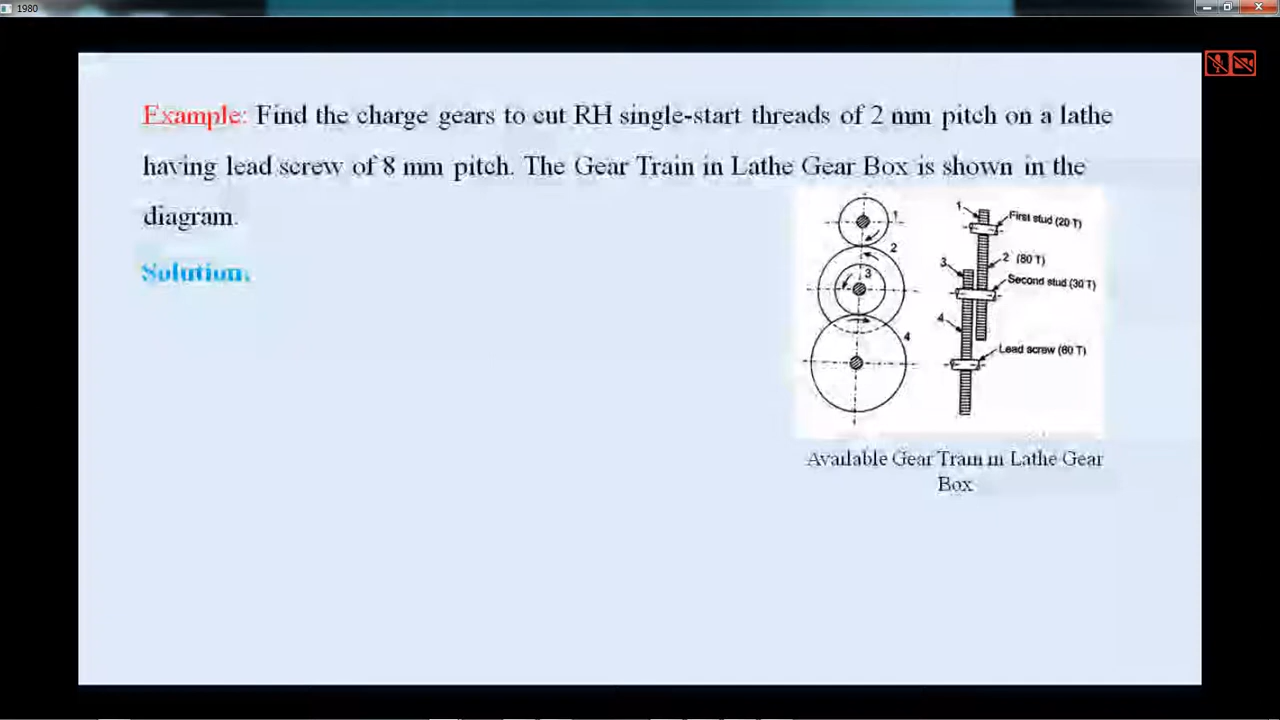 1980
Example: Find the charge gears to cut RH single-start threads of 2 mm pitch on a lathe
having lead screw of 8 mm pitch. The Gear Train in Lathe Gear Box is shown in the
diagram.
Solution.
1
2
3
4
1
First stud (20 T)
2 (80 T)
3
Second stud (30 T)
4
Lead screw (60 T)
Available Gear Train in Lathe Gear
Box